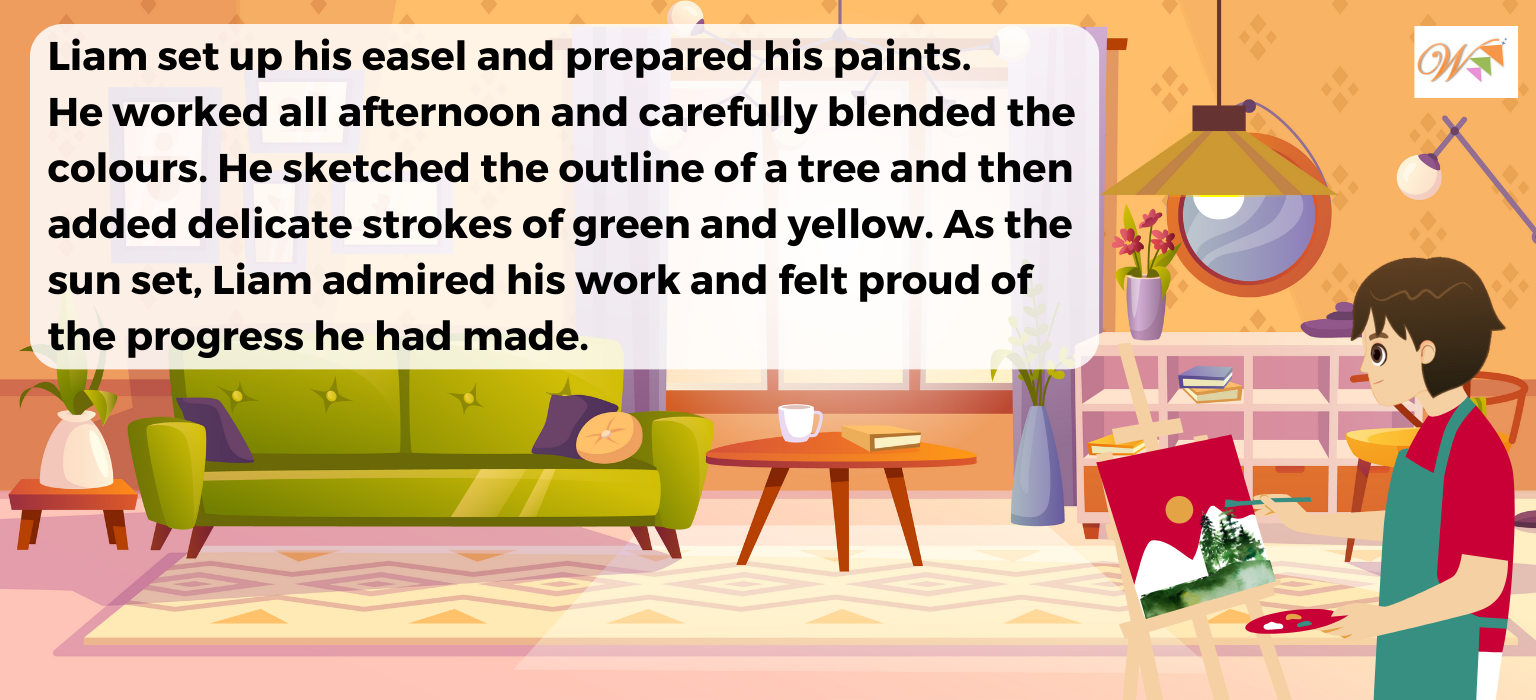 Liam set up his easel and prepared his paints.
He worked all afternoon and carefully blended the
colours. He sketched the outline of a tree and then
added delicate strokes of green and yellow. As the
sun set, Liam admired his work and felt proud of
the progress he had made.
W